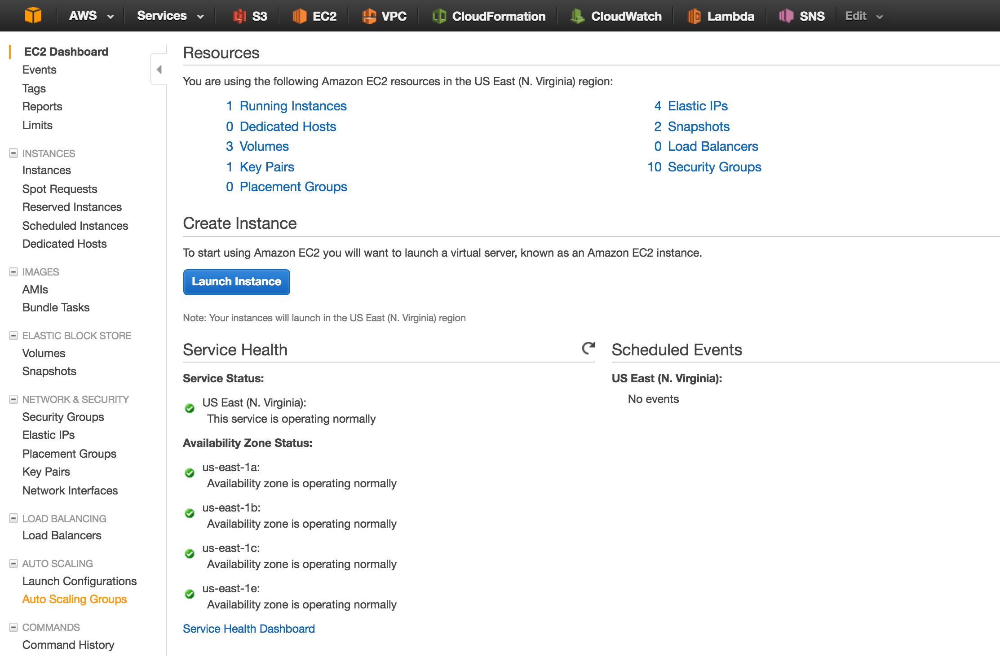 AWS Services S3 EC2 VPC CloudFormation CloudWatch Lambda SNS Edit
EC2 Dashboard
Events
Tags
Reports
Limits
INSTANCES
Instances
Spot Requests
Reserved Instances
Scheduled Instances
Dedicated Hosts
IMAGES
AMIs
Bundle Tasks
ELASTIC BLOCK STORE
Volumes
Snapshots
NETWORK & SECURITY
Security Groups
Elastic IPs
Placement Groups
Key Pairs
Network Interfaces
LOAD BALANCING
Load Balancers
AUTO SCALING
Launch Configurations
Auto Scaling Groups
COMMANDS
Command History
Resources
You are using the following Amazon EC2 resources in the US East (N. Virginia) region:
1 Running Instances
0 Dedicated Hosts
3 Volumes
1 Key Pairs
0 Placement Groups
4 Elastic IPs
2 Snapshots
0 Load Balancers
10 Security Groups
Create Instance
To start using Amazon EC2 you will want to launch a virtual server, known as an Amazon EC2 instance.
Launch Instance
Note: Your instances will launch in the US East (N. Virginia) region
Service Health
Service Status:
US East (N. Virginia):
This service is operating normally
Availability Zone Status:
us-east-1a:
Availability zone is operating normally
us-east-1b:
Availability zone is operating normally
us-east-1c:
Availability zone is operating normally
us-east-1e:
Availability zone is operating normally
Service Health Dashboard
Scheduled Events
US East (N. Virginia):
No events